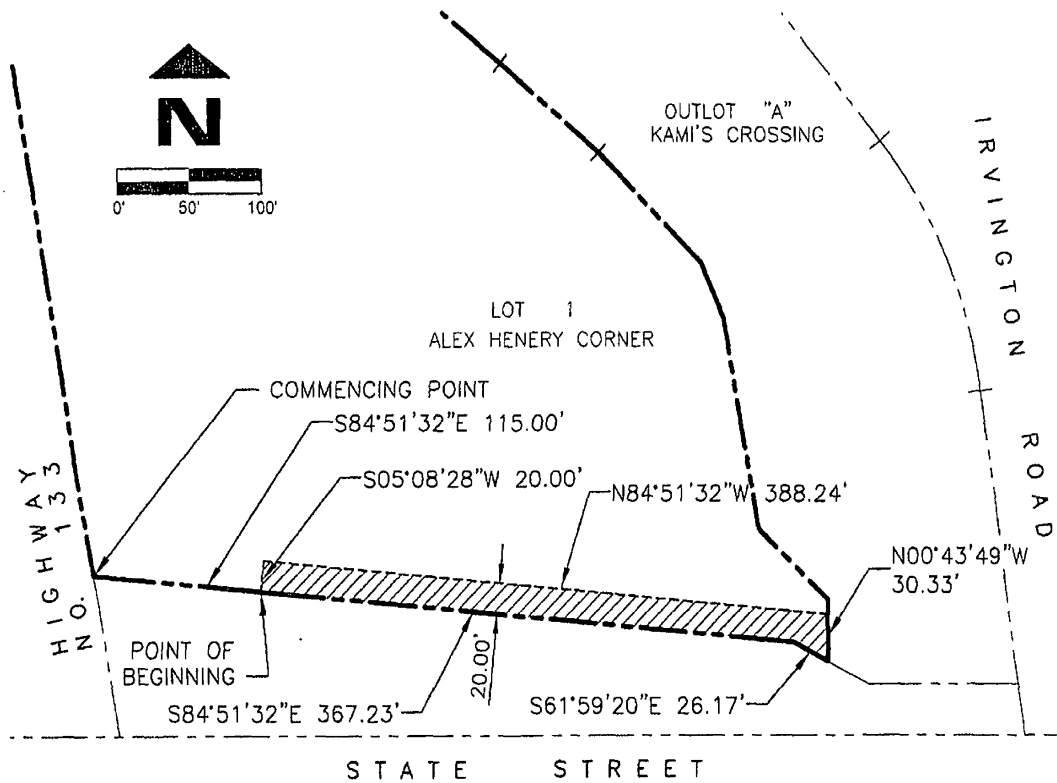 N
0' 50' 100'
OUTLOT "A"
KAMI'S CROSSING
IRVINGTON ROAD
LOT 1
ALEX HENERY CORNER
COMMENCING POINT
S84°51'32"E 115.00'
S05°08'28"W 20.00'
N84°51'32"W 388.24'
N00°43'49"W
30.33'
HIGHWAY
NO. 133
POINT OF
BEGINNING
20.00'
S84°51'32"E 367.23'
S61°59'20"E 26.17'
STATE STREET